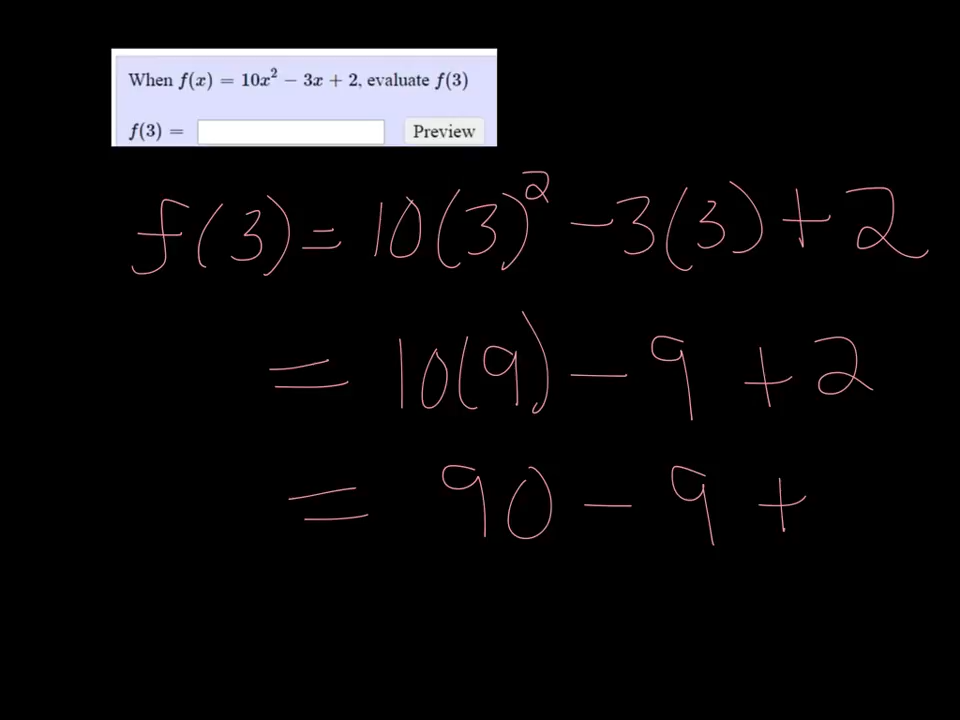 When f(x) = 10x² − 3x + 2, evaluate f(3)
f(3) =
Preview
f(3) = 10(3)² − 3(3) + 2
= 10(9) − 9 + 2
= 90 − 9 +